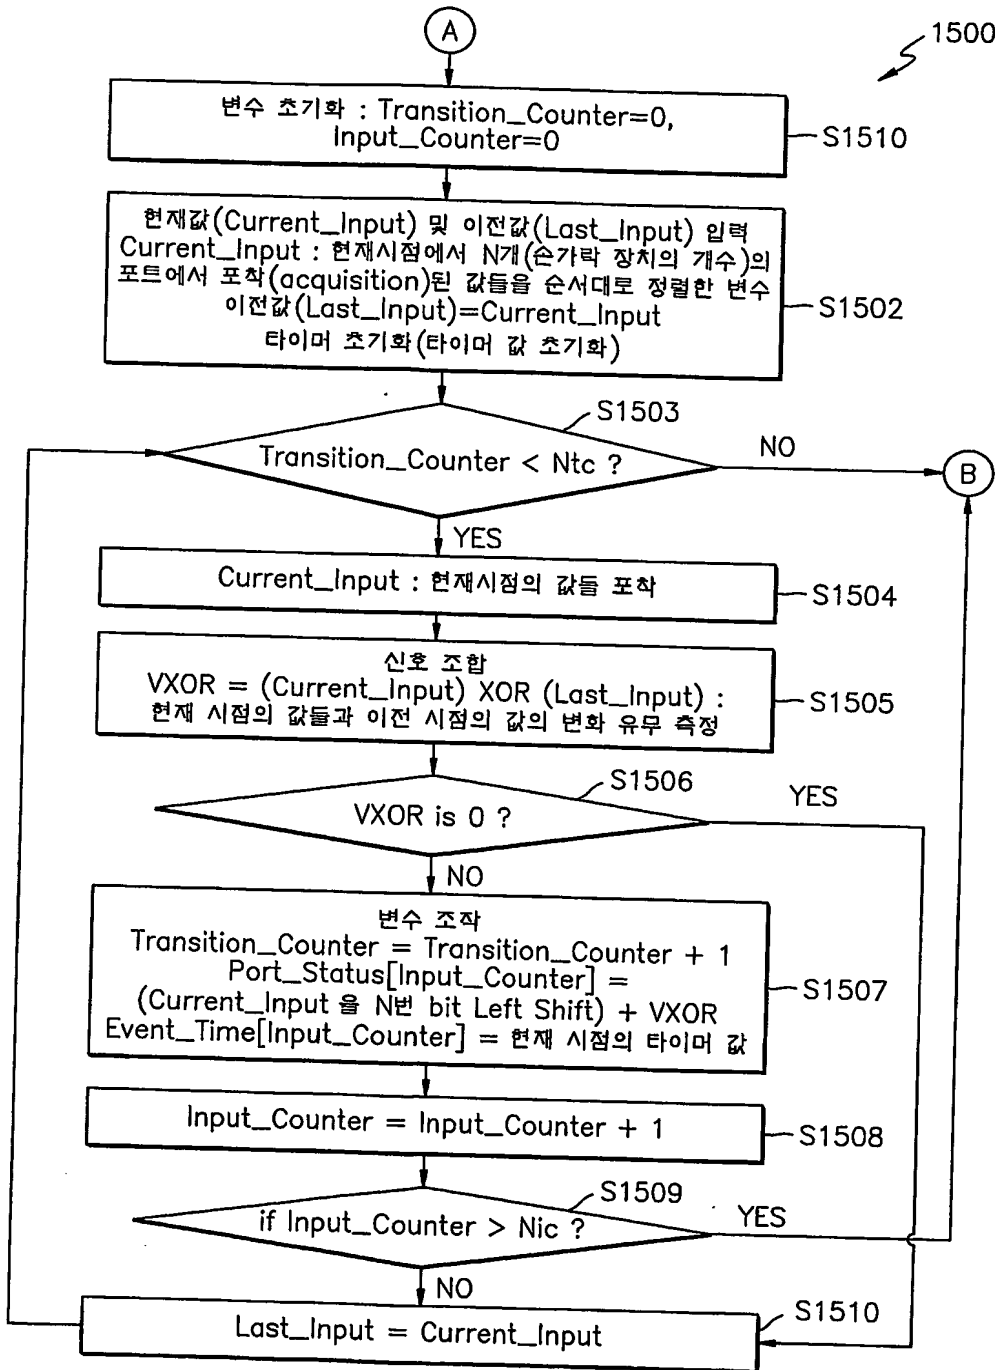 A
1500
변수 초기화 : Transition_Counter=0,
Input_Counter=0
S1510
현재값(Current_Input) 및 이전값(Last_Input) 입력
Current_Input : 현재시점에서 N개(손가락 장치의 개수)의
포트에서 포착(acquisition)된 값들을 순서대로 정렬한 변수
이전값(Last_Input)=Current_Input
타이머 초기화(타이머 값 초기화)
S1502
S1503
Transition_Counter < Ntc ?
NO
B
YES
Current_Input : 현재시점의 값들 포착
S1504
신호 조합
VXOR = (Current_Input) XOR (Last_Input) :
현재 시점의 값들과 이전 시점의 값의 변화 유무 측정
S1505
S1506
VXOR is 0 ?
YES
NO
변수 조작
Transition_Counter = Transition_Counter + 1
Port_Status[Input_Counter] =
(Current_Input 을 N번 bit Left Shift) + VXOR
Event_Time[Input_Counter] = 현재 시점의 타이머 값
S1507
Input_Counter = Input_Counter + 1
S1508
S1509
if Input_Counter > Nic ?
YES
NO
S1510
Last_Input = Current_Input